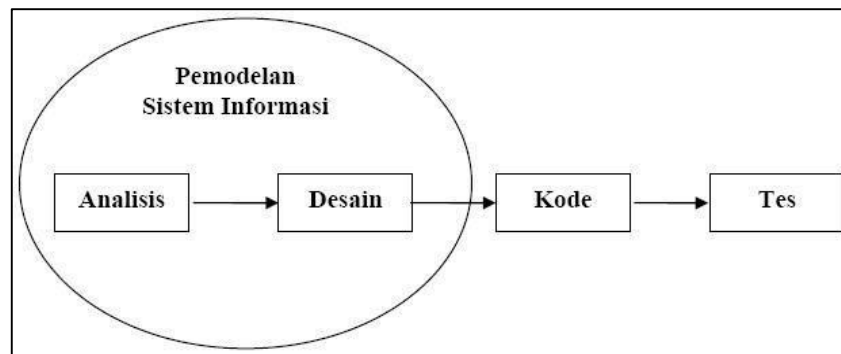 Pemodelan
Sistem Informasi
Analisis
Desain
Kode
Tes